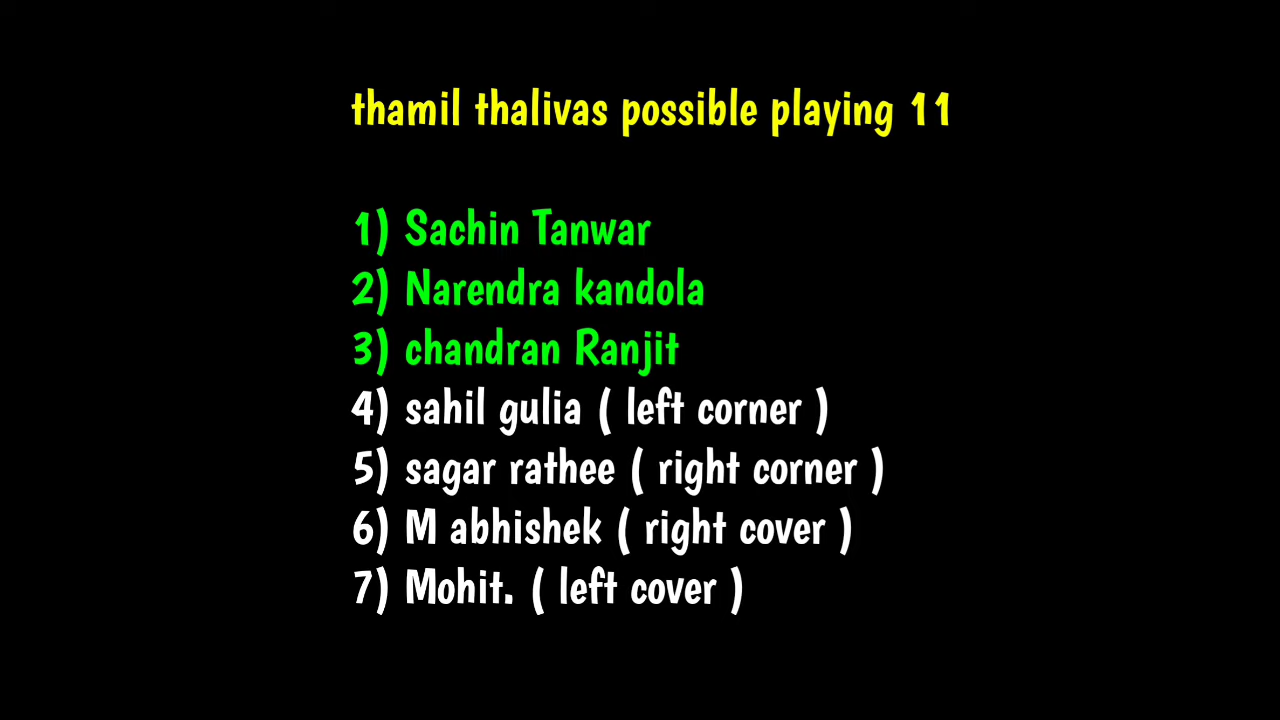 thamil thalivas possible playing 11
1) Sachin Tanwar
2) Narendra kandola
3) chandran Ranjit
4) sahil gulia ( left corner )
5) sagar rathee ( right corner )
6) M abhishek ( right cover )
7) Mohit. ( left cover )